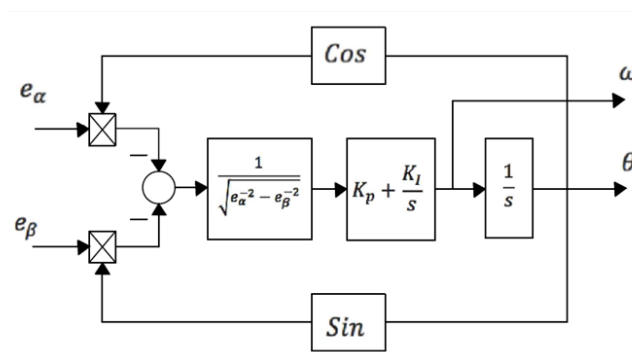 Cos
ω
e_α
−
1
√(e_α^{-2} − e_β^{-2})
K_p + K_I/s
1/s
θ
−
e_β
Sin